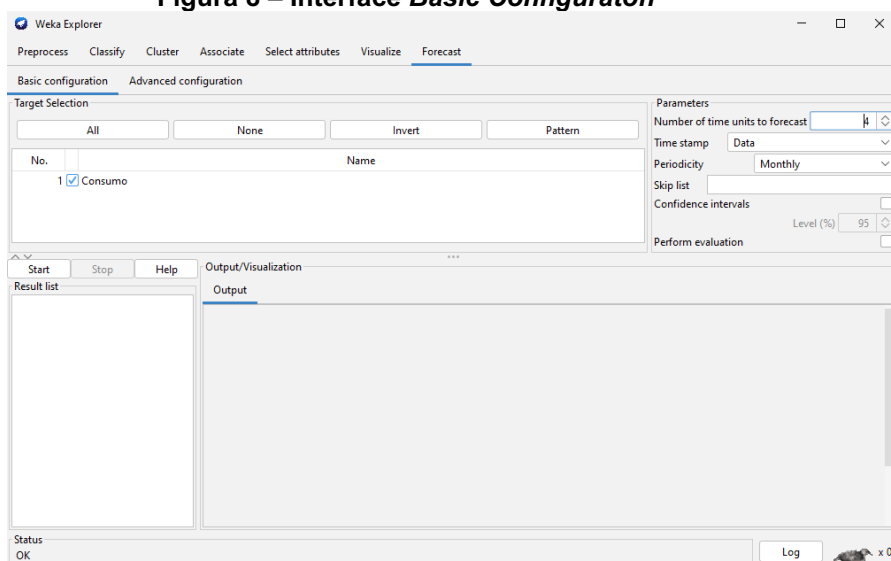 Figura 8 – Interface Basic Configuraton
Weka Explorer
Preprocess Classify Cluster Associate Select attributes Visualize Forecast
Basic configuration Advanced configuration
Target Selection
All None Invert Pattern
No. Name
1 Consumo
Parameters
Number of time units to forecast 4
Time stamp Data
Periodicity Monthly
Skip list
Confidence intervals
Level (%) 95
Perform evaluation
Start Stop Help
Result list
Output/Visualization
Output
Status
OK
Log x 0